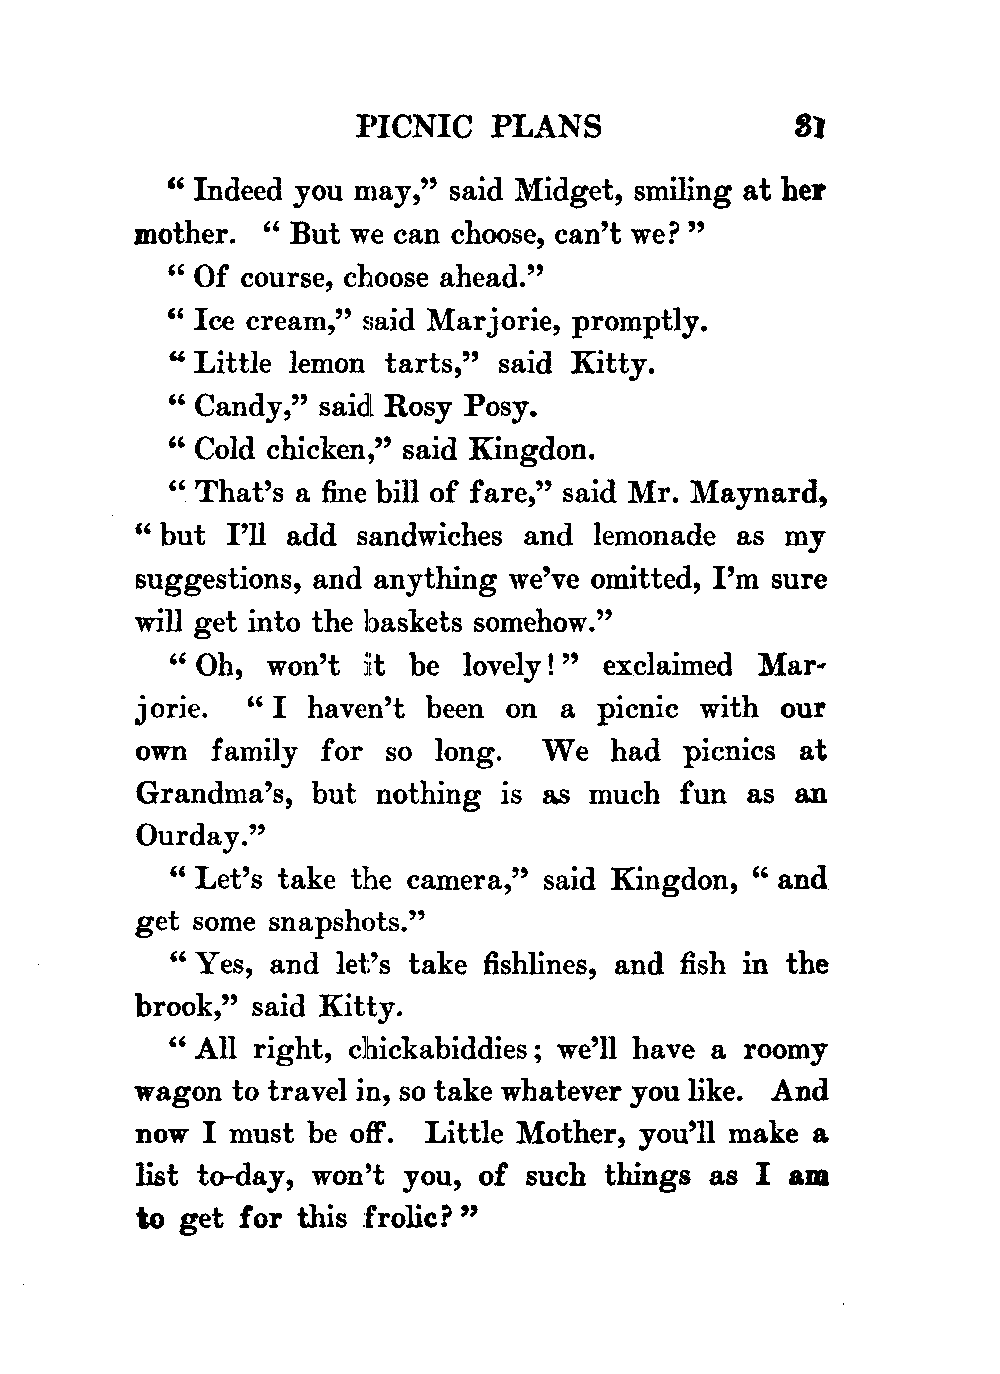 PICNIC PLANS 31
“ Indeed you may,” said Midget, smiling at her
mother. “ But we can choose, can’t we? ”
“ Of course, choose ahead.”
“ Ice cream,” said Marjorie, promptly.
“ Little lemon tarts,” said Kitty.
“ Candy,” said Rosy Posy.
“ Cold chicken,” said Kingdon.
“ That’s a fine bill of fare,” said Mr. Maynard,
“ but I’ll add sandwiches and lemonade as my
suggestions, and anything we’ve omitted, I’m sure
will get into the baskets somehow.”
“ Oh, won’t it be lovely! ” exclaimed Mar-
jorie. “ I haven’t been on a picnic with our
own family for so long. We had picnics at
Grandma’s, but nothing is as much fun as an
Ourday.”
“ Let’s take the camera,” said Kingdon, “ and
get some snapshots.”
“ Yes, and let’s take fishlines, and fish in the
brook,” said Kitty.
“ All right, chickabiddies; we’ll have a roomy
wagon to travel in, so take whatever you like. And
now I must be off. Little Mother, you’ll make a
list to-day, won’t you, of such things as I am
to get for this frolic? ”